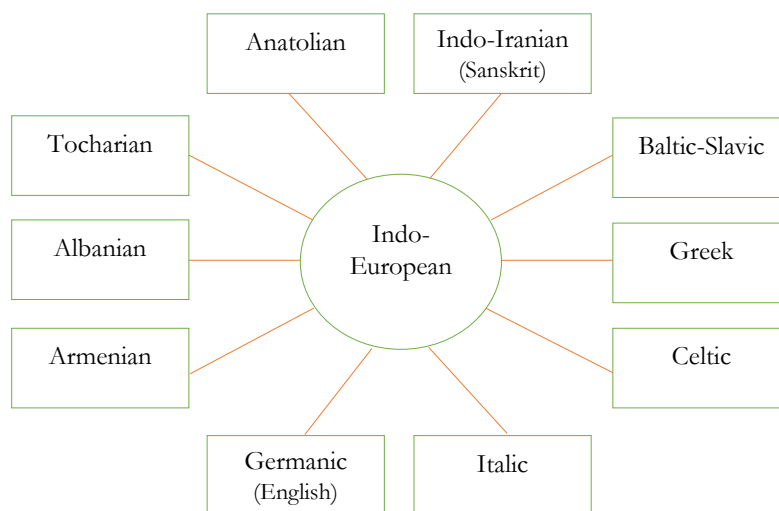 Anatolian
Indo-Iranian
(Sanskrit)
Tocharian
Baltic-Slavic
Indo-
European
Albanian
Greek
Armenian
Celtic
Germanic
(English)
Italic